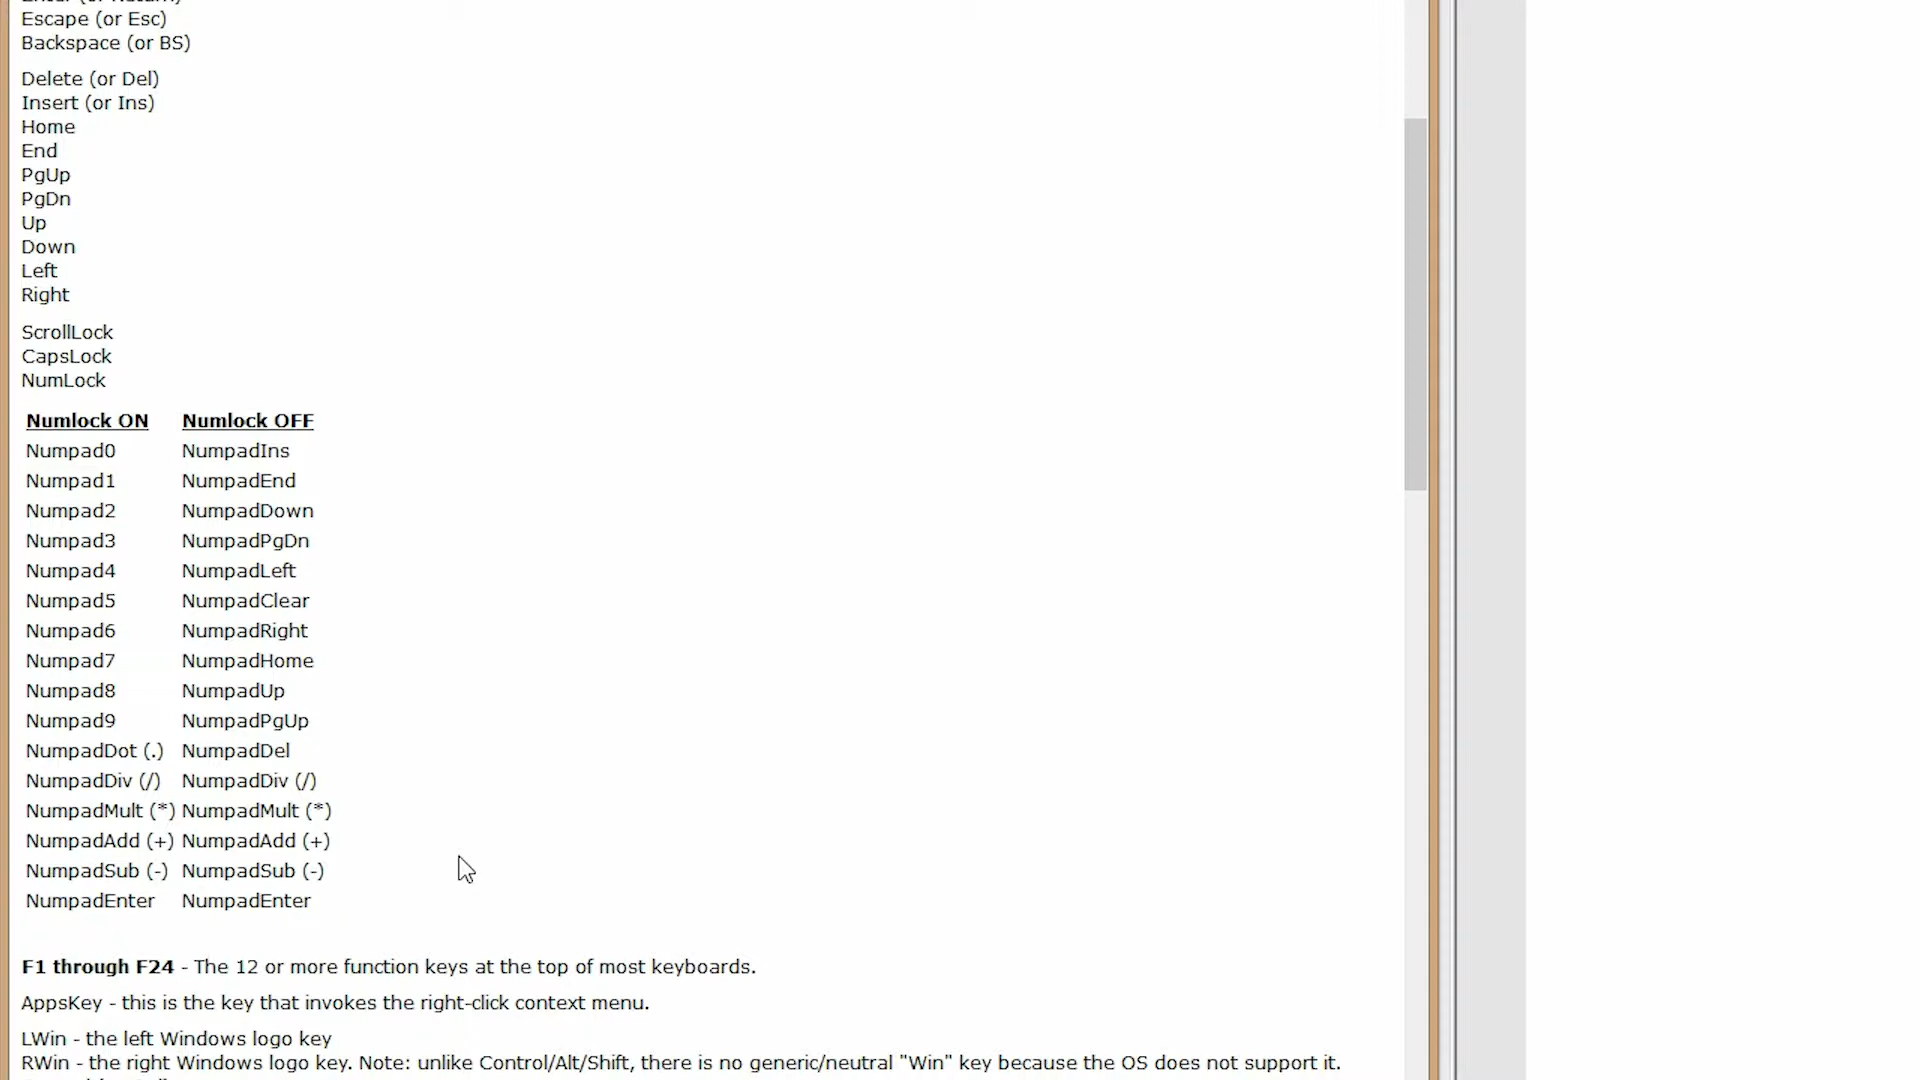 Escape (or Esc)
Backspace (or BS)
Delete (or Del)
Insert (or Ins)
Home
End
PgUp
PgDn
Up
Down
Left
Right
ScrollLock
CapsLock
NumLock
Numlock ON Numlock OFF
Numpad0 NumpadIns
Numpad1 NumpadEnd
Numpad2 NumpadDown
Numpad3 NumpadPgDn
Numpad4 NumpadLeft
Numpad5 NumpadClear
Numpad6 NumpadRight
Numpad7 NumpadHome
Numpad8 NumpadUp
Numpad9 NumpadPgUp
NumpadDot (.) NumpadDel
NumpadDiv (/) NumpadDiv (/)
NumpadMult (*) NumpadMult (*)
NumpadAdd (+) NumpadAdd (+)
NumpadSub (-) NumpadSub (-)
NumpadEnter NumpadEnter
F1 through F24 - The 12 or more function keys at the top of most keyboards.
AppsKey - this is the key that invokes the right-click context menu.
LWin - the left Windows logo key
RWin - the right Windows logo key. Note: unlike Control/Alt/Shift, there is no generic/neutral "Win" key because the OS does not support it.